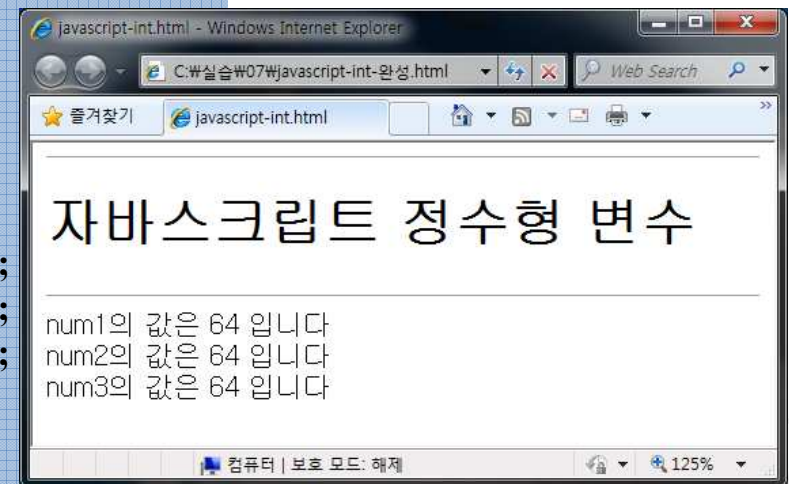 javascript-int.html - Windows Internet Explorer
C:₩실습₩07₩javascript-int-완성.html
Web Search
즐겨찾기
javascript-int.html
자바스크립트 정수형 변수
;
;
;
num1의 값은 64 입니다
num2의 값은 64 입니다
num3의 값은 64 입니다
컴퓨터 | 보호 모드: 해제
125%